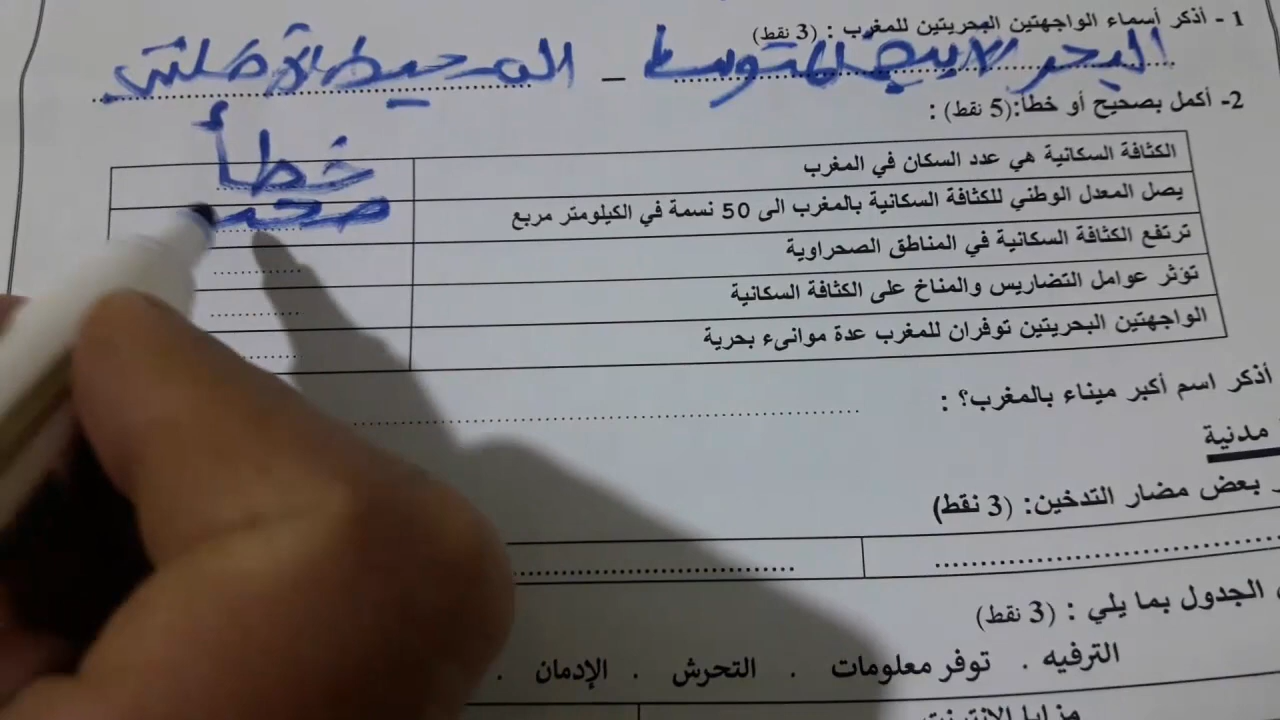 1 - أذكر أسماء الواجهتين البحريتين للمغرب : (3 نقط)
البحر الابيض المتوسط – المحيط الأطلسي
2- أكمل بصحيح أو خطأ:(5 نقط) :
الكثافة السكانية هي عدد السكان في المغرب خطأ
يصل المعدل الوطني للكثافة السكانية بالمغرب الى 50 نسمة في الكيلومتر مربع
ترتفع الكثافة السكانية في المناطق الصحراوية
تؤثر عوامل التضاريس والمناخ على الكثافة السكانية
الواجهتين البحريتين توفران للمغرب عدة موانىء بحرية
أذكر اسم أكبر ميناء بالمغرب؟ :
مدنية
بعض مضار التدخين: (3 نقط)
الجدول بما يلي : (3 نقط)
الترفيه . توفر معلومات . التحرش . الإدمان .
مزايا الانترنت